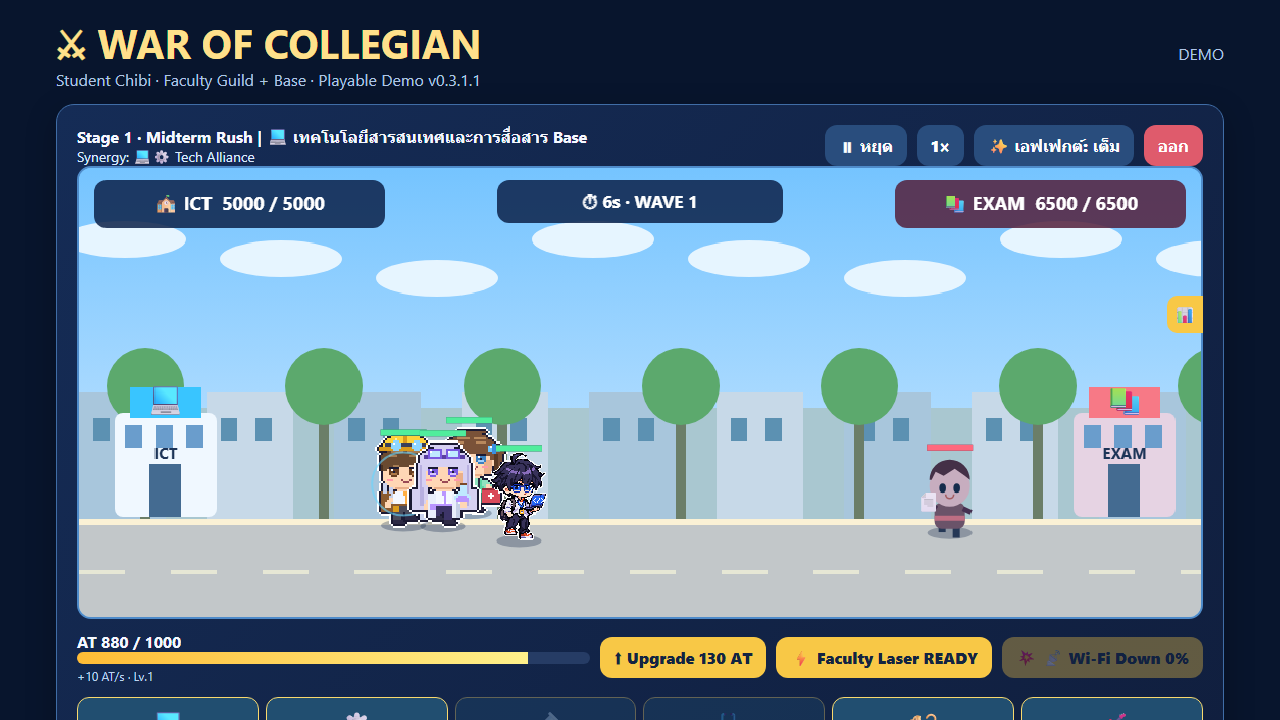 WAR OF COLLEGIAN
DEMO
Student Chibi · Faculty Guild + Base · Playable Demo v0.3.1.1
Stage 1 · Midterm Rush | เทคโนโลยีสารสนเทศและการสื่อสาร Base
Synergy: Tech Alliance
หยุด
1×
เอฟเฟกต์: เต็ม
ออก
ICT 5000 / 5000
6s · WAVE 1
EXAM 6500 / 6500
ICT
EXAM
AT 880 / 1000
+10 AT/s · Lv.1
Upgrade 130 AT
Faculty Laser READY
Wi-Fi Down 0%